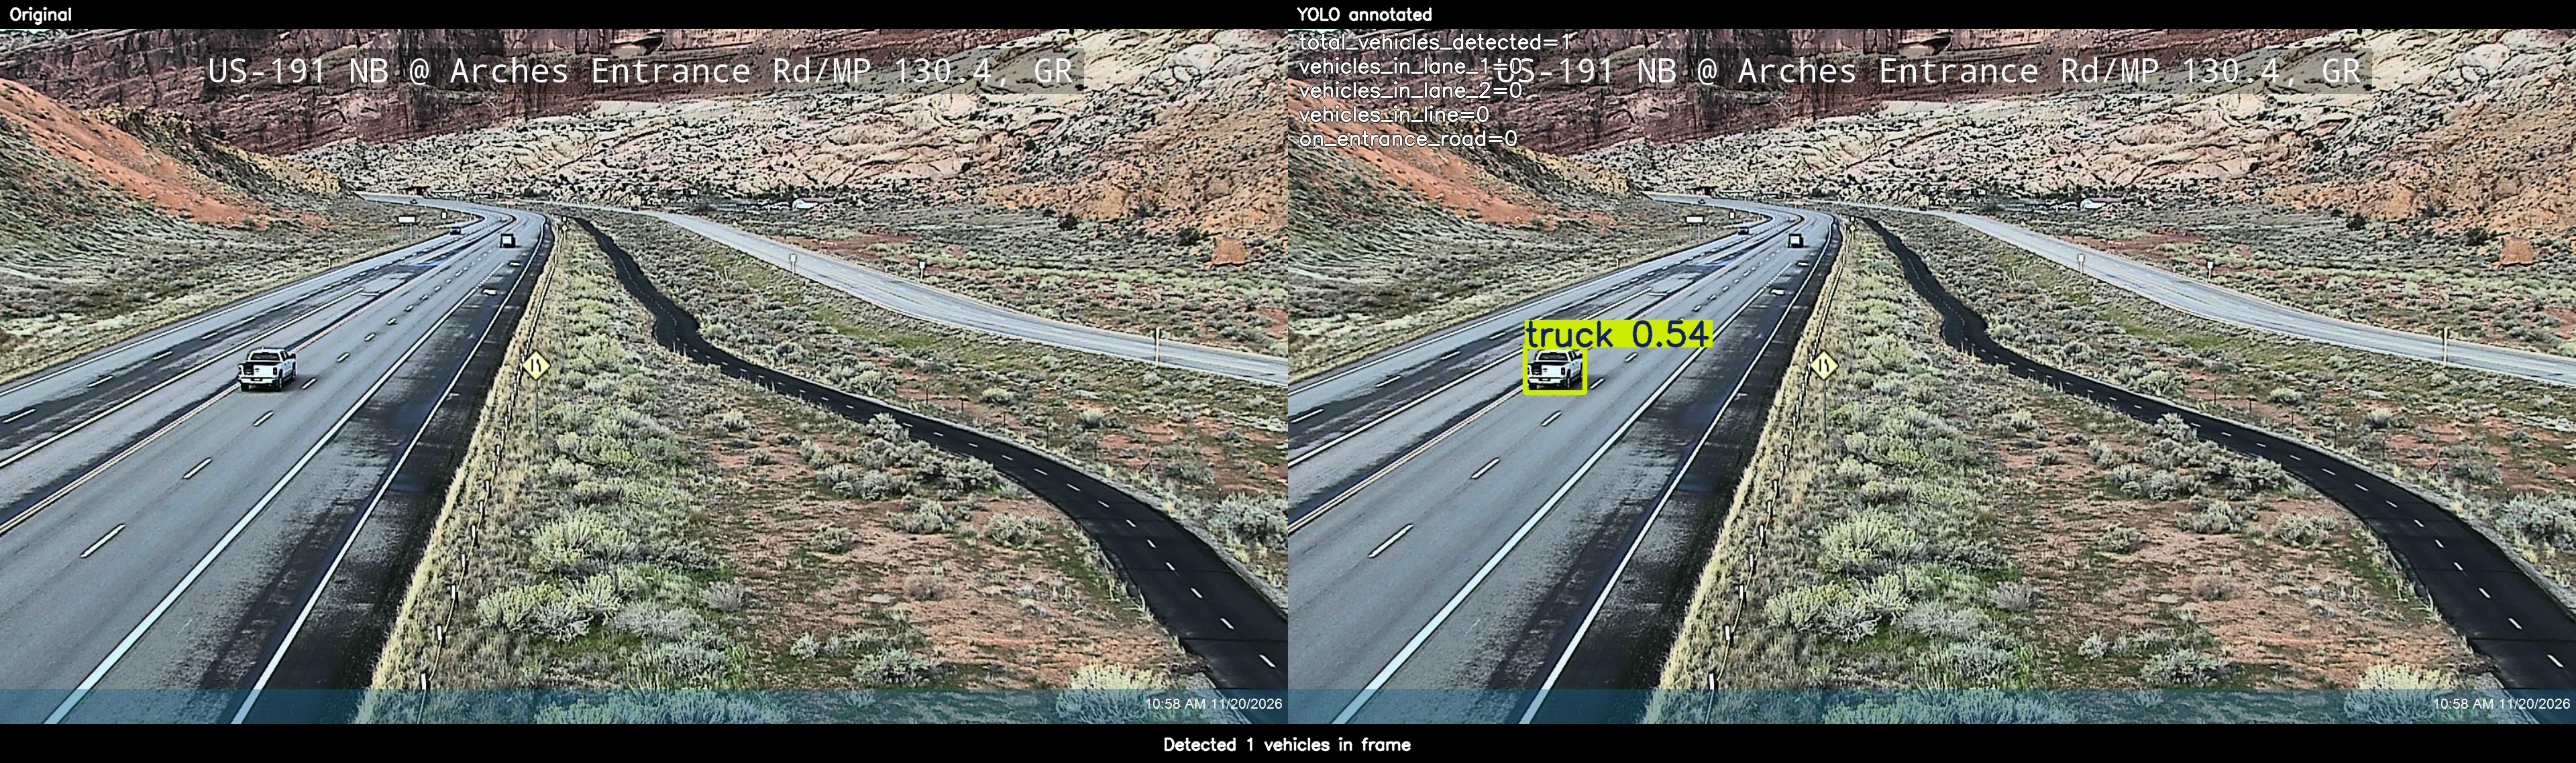 Original
US-191 NB @ Arches Entrance Rd/MP 130.4, GR
10:58 AM 11/20/2026
YOLO annotated
total_vehicles_detected=1
vehicles_in_lane_1=0
US-191 NB @ Arches Entrance Rd/MP 130.4, GR
vehicles_in_lane_2=0
vehicles_in_line=0
on_entrance_road=0
truck 0.54
10:58 AM 11/20/2026
Detected 1 vehicles in frame